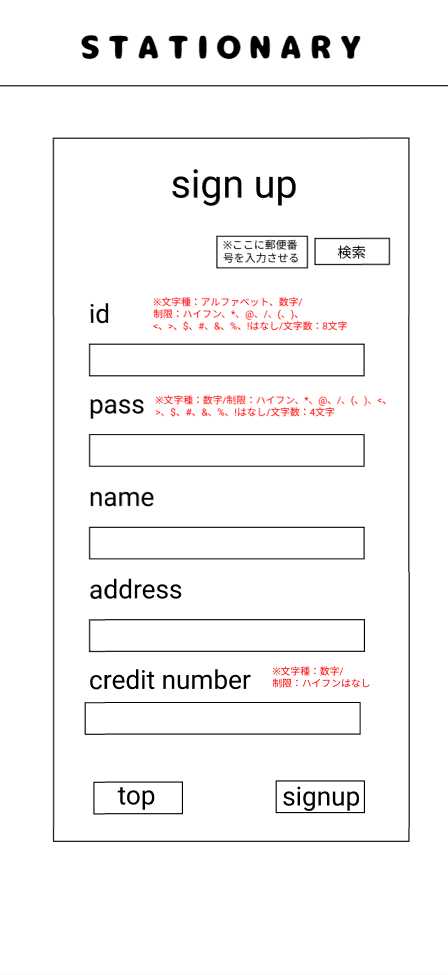 STATIONARY
sign up
※ここに郵便番
号を入力させる
検索
id
※文字種：アルファベット、数字/
制限：ハイフン、*、@、/、(、)、
<、>、$、#、&、%、!はなし/文字数：8文字
pass
※文字種：数字/制限：ハイフン、*、@、/、(、)、<、
>、$、#、&、%、!はなし/文字数：4文字
name
address
credit number
※文字種：数字/
制限：ハイフンはなし
top
signup